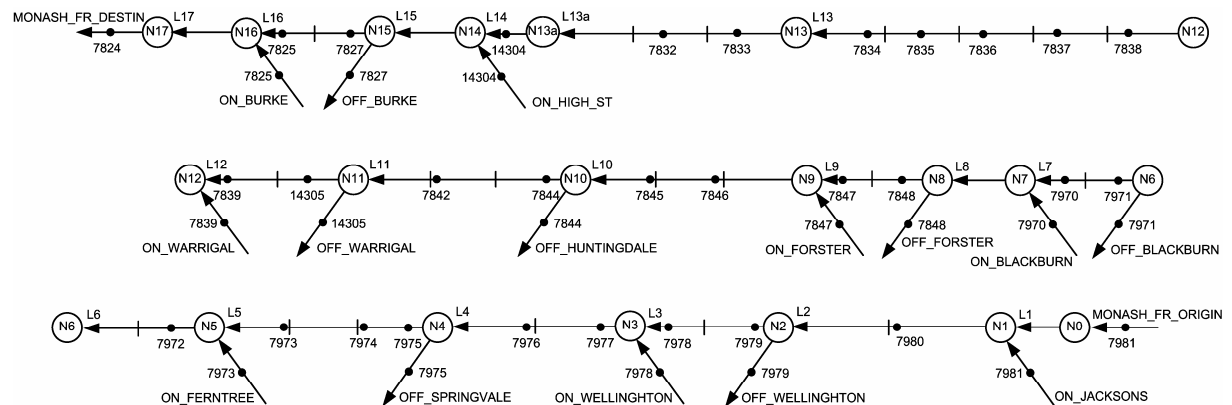 MONASH_FR_DESTIN L17 L16 L15 L14 L13a L13
N17 N16 N15 N14 N13a N13 N12
7824 7825 7827 14304 7832 7833 7834 7835 7836 7837 7838
7825 7827 14304
ON_BURKE OFF_BURKE ON_HIGH_ST
L12 L11 L10 L9 L8 L7
N12 N11 N10 N9 N8 N7 N6
7839 14305 7842 7844 7845 7846 7847 7848 7970 7971
7839 14305 7844 7847 7848 7970 7971
ON_WARRIGAL OFF_WARRIGAL OFF_HUNTINGDALE ON_FORSTER OFF_FORSTER ON_BLACKBURN OFF_BLACKBURN
L6 L5 L4 L3 L2 L1 MONASH_FR_ORIGIN
N6 N5 N4 N3 N2 N1 N0
7972 7973 7974 7975 7976 7977 7978 7979 7980 7981
7973 7975 7978 7979 7981
ON_FERNTREE OFF_SPRINGVALE ON_WELLINGHTON OFF_WELLINGHTON ON_JACKSONS